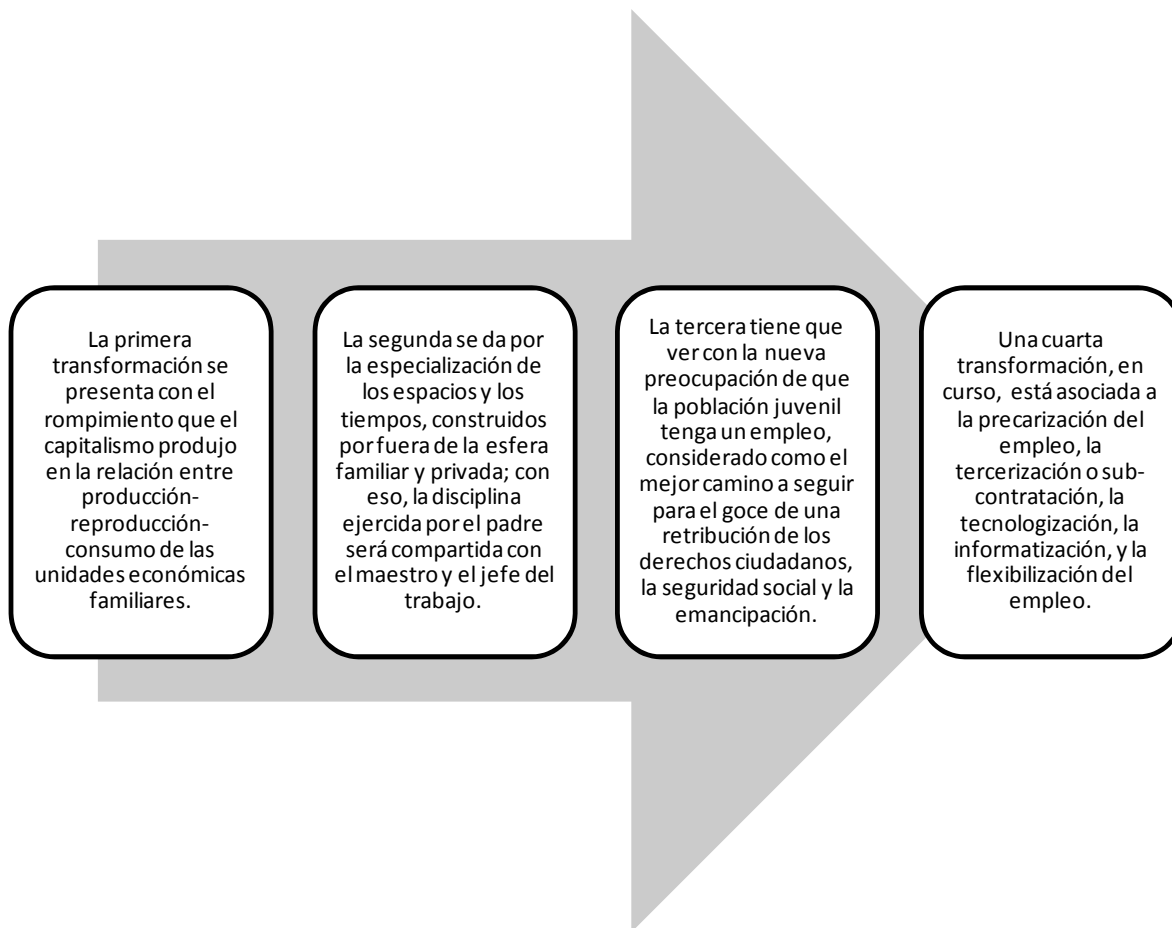 La primera
transformación se
presenta con el
rompimiento que el
capitalismo produjo
en la relación entre
producción-
reproducción-
consumo de las
unidades económicas
familiares.
La segunda se da por
la especialización de
los espacios y los
tiempos, construidos
por fuera de la esfera
familiar y privada; con
eso, la disciplina
ejercida por el padre
será compartida con
el maestro y el jefe del
trabajo.
La tercera tiene que
ver con la nueva
preocupación de que
la población juvenil
tenga un empleo,
considerado como el
mejor camino a seguir
para el goce de una
retribución de los
derechos ciudadanos,
la seguridad social y la
emancipación.
Una cuarta
transformación, en
curso, está asociada a
la precarización del
empleo, la
tercerización o sub-
contratación, la
tecnologización, la
informatización, y la
flexibilización del
empleo.